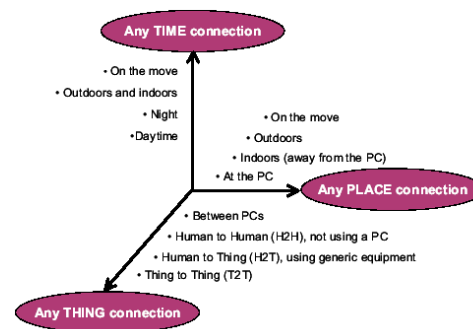 Any TIME connection
• On the move
• Outdoors and indoors
• Night
•Daytime
• On the move
• Outdoors
• Indoors (away from the PC)
• At the PC
Any PLACE connection
• Between PCs
• Human to Human (H2H), not using a PC
• Human to Thing (H2T), using generic equipment
• Thing to Thing (T2T)
Any THING connection